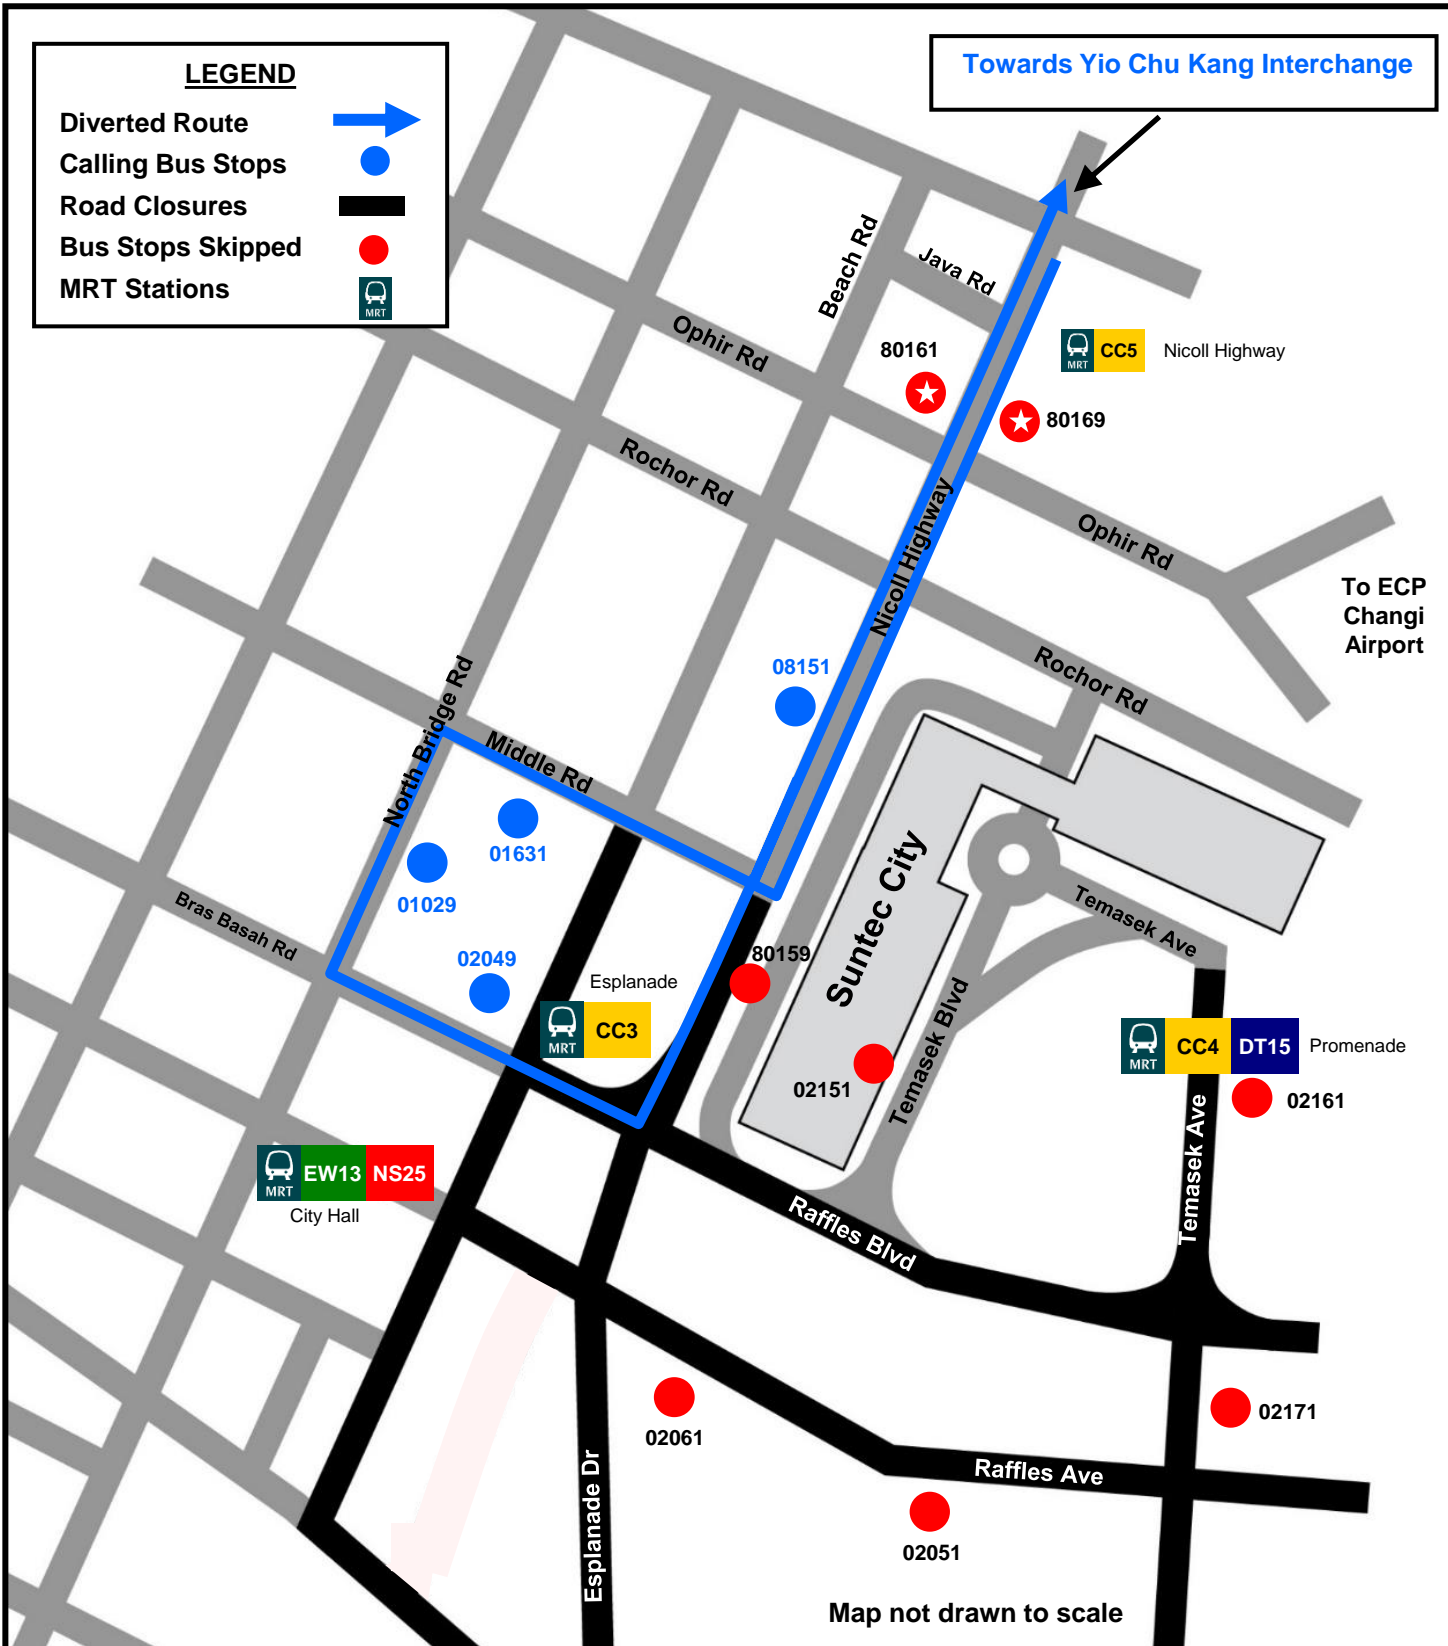 LEGEND
Diverted Route
Calling Bus Stops
Road Closures
Bus Stops Skipped
MRT Stations
MRT
Towards Yio Chu Kang Interchange
Beach Rd
Java Rd
Ophir Rd
80161
MRT
CC5
Nicoll Highway
80169
Rochor Rd
Nicoll Highway
Ophir Rd
To ECP
Changi
Airport
08151
Rochor Rd
North Bridge Rd
Middle Rd
01631
01029
Suntec City
Temasek Ave
Bras Basah Rd
02049
Esplanade
80159
MRT
CC3
Temasek Blvd
02151
MRT
CC4
DT15
Promenade
02161
Temasek Ave
MRT
EW13
NS25
City Hall
Raffles Blvd
02061
02171
Esplanade Dr
Raffles Ave
02051
Map not drawn to scale